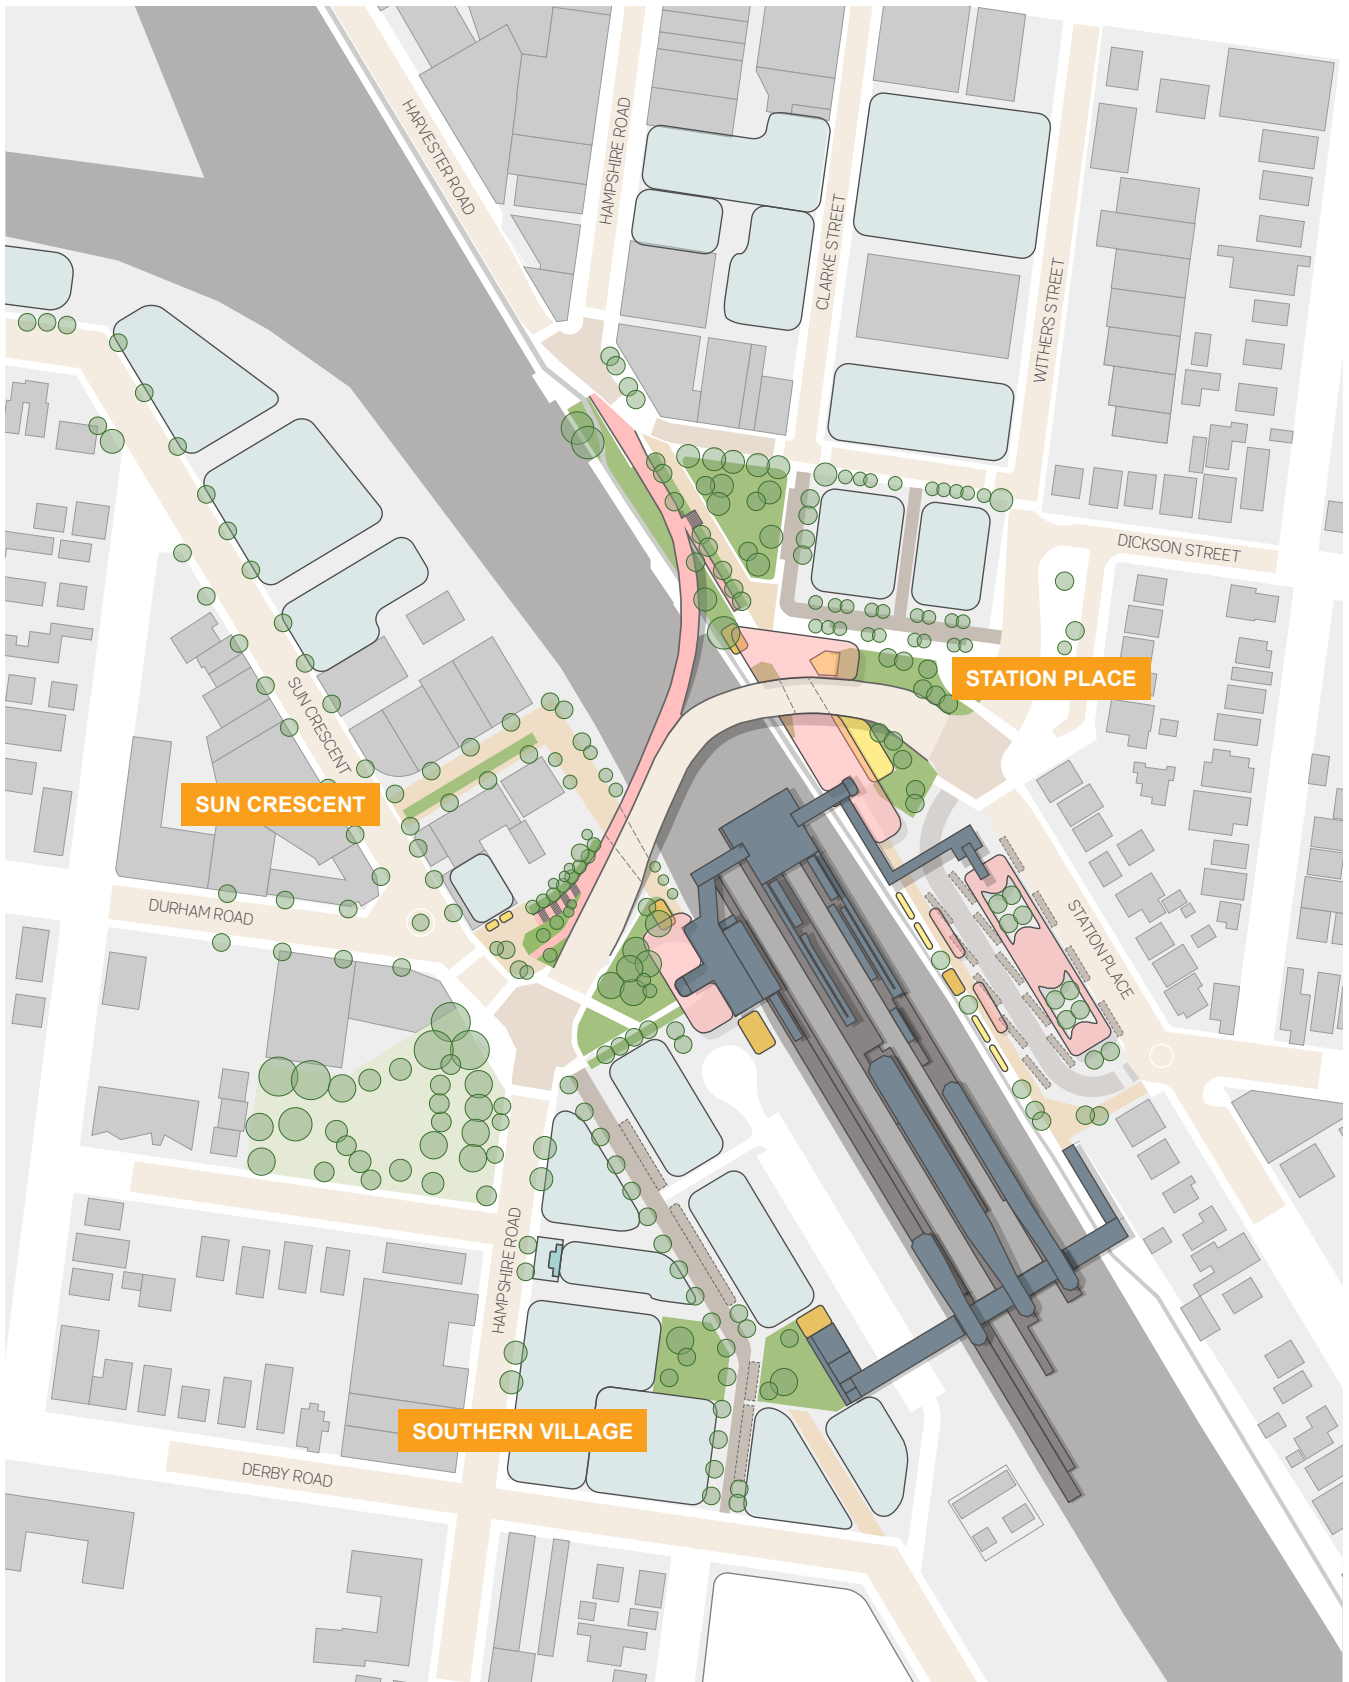 HARVESTER ROAD
HAMPSHIRE ROAD
CLARKE STREET
WITHERS STREET
DICKSON STREET
STATION PLACE
SUN CRESCENT
SUN CRESCENT
DURHAM ROAD
STATION PLACE
HAMPSHIRE ROAD
SOUTHERN VILLAGE
DERBY ROAD